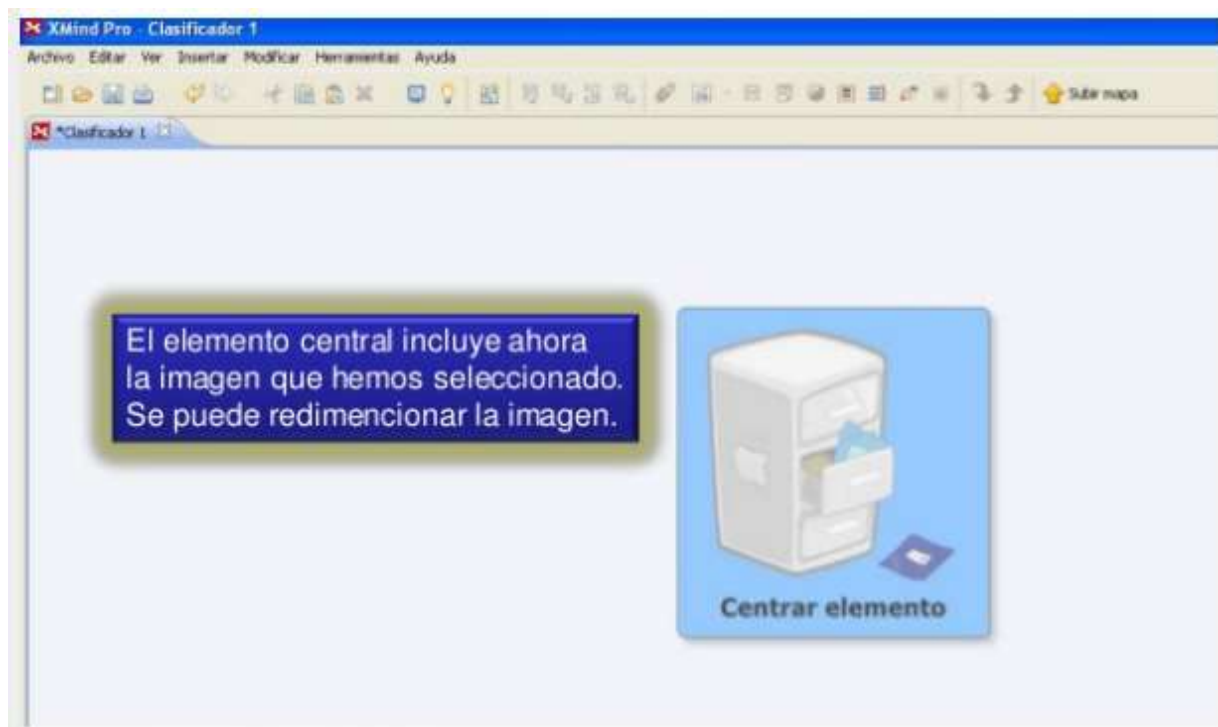 XMind Pro - Clasificador 1
Archivo Editar Ver Insertar Modificar Herramientas Ayuda
Subir mapa
*Clasificador 1
El elemento central incluye ahora
la imagen que hemos seleccionado.
Se puede redimencionar la imagen.
Centrar elemento